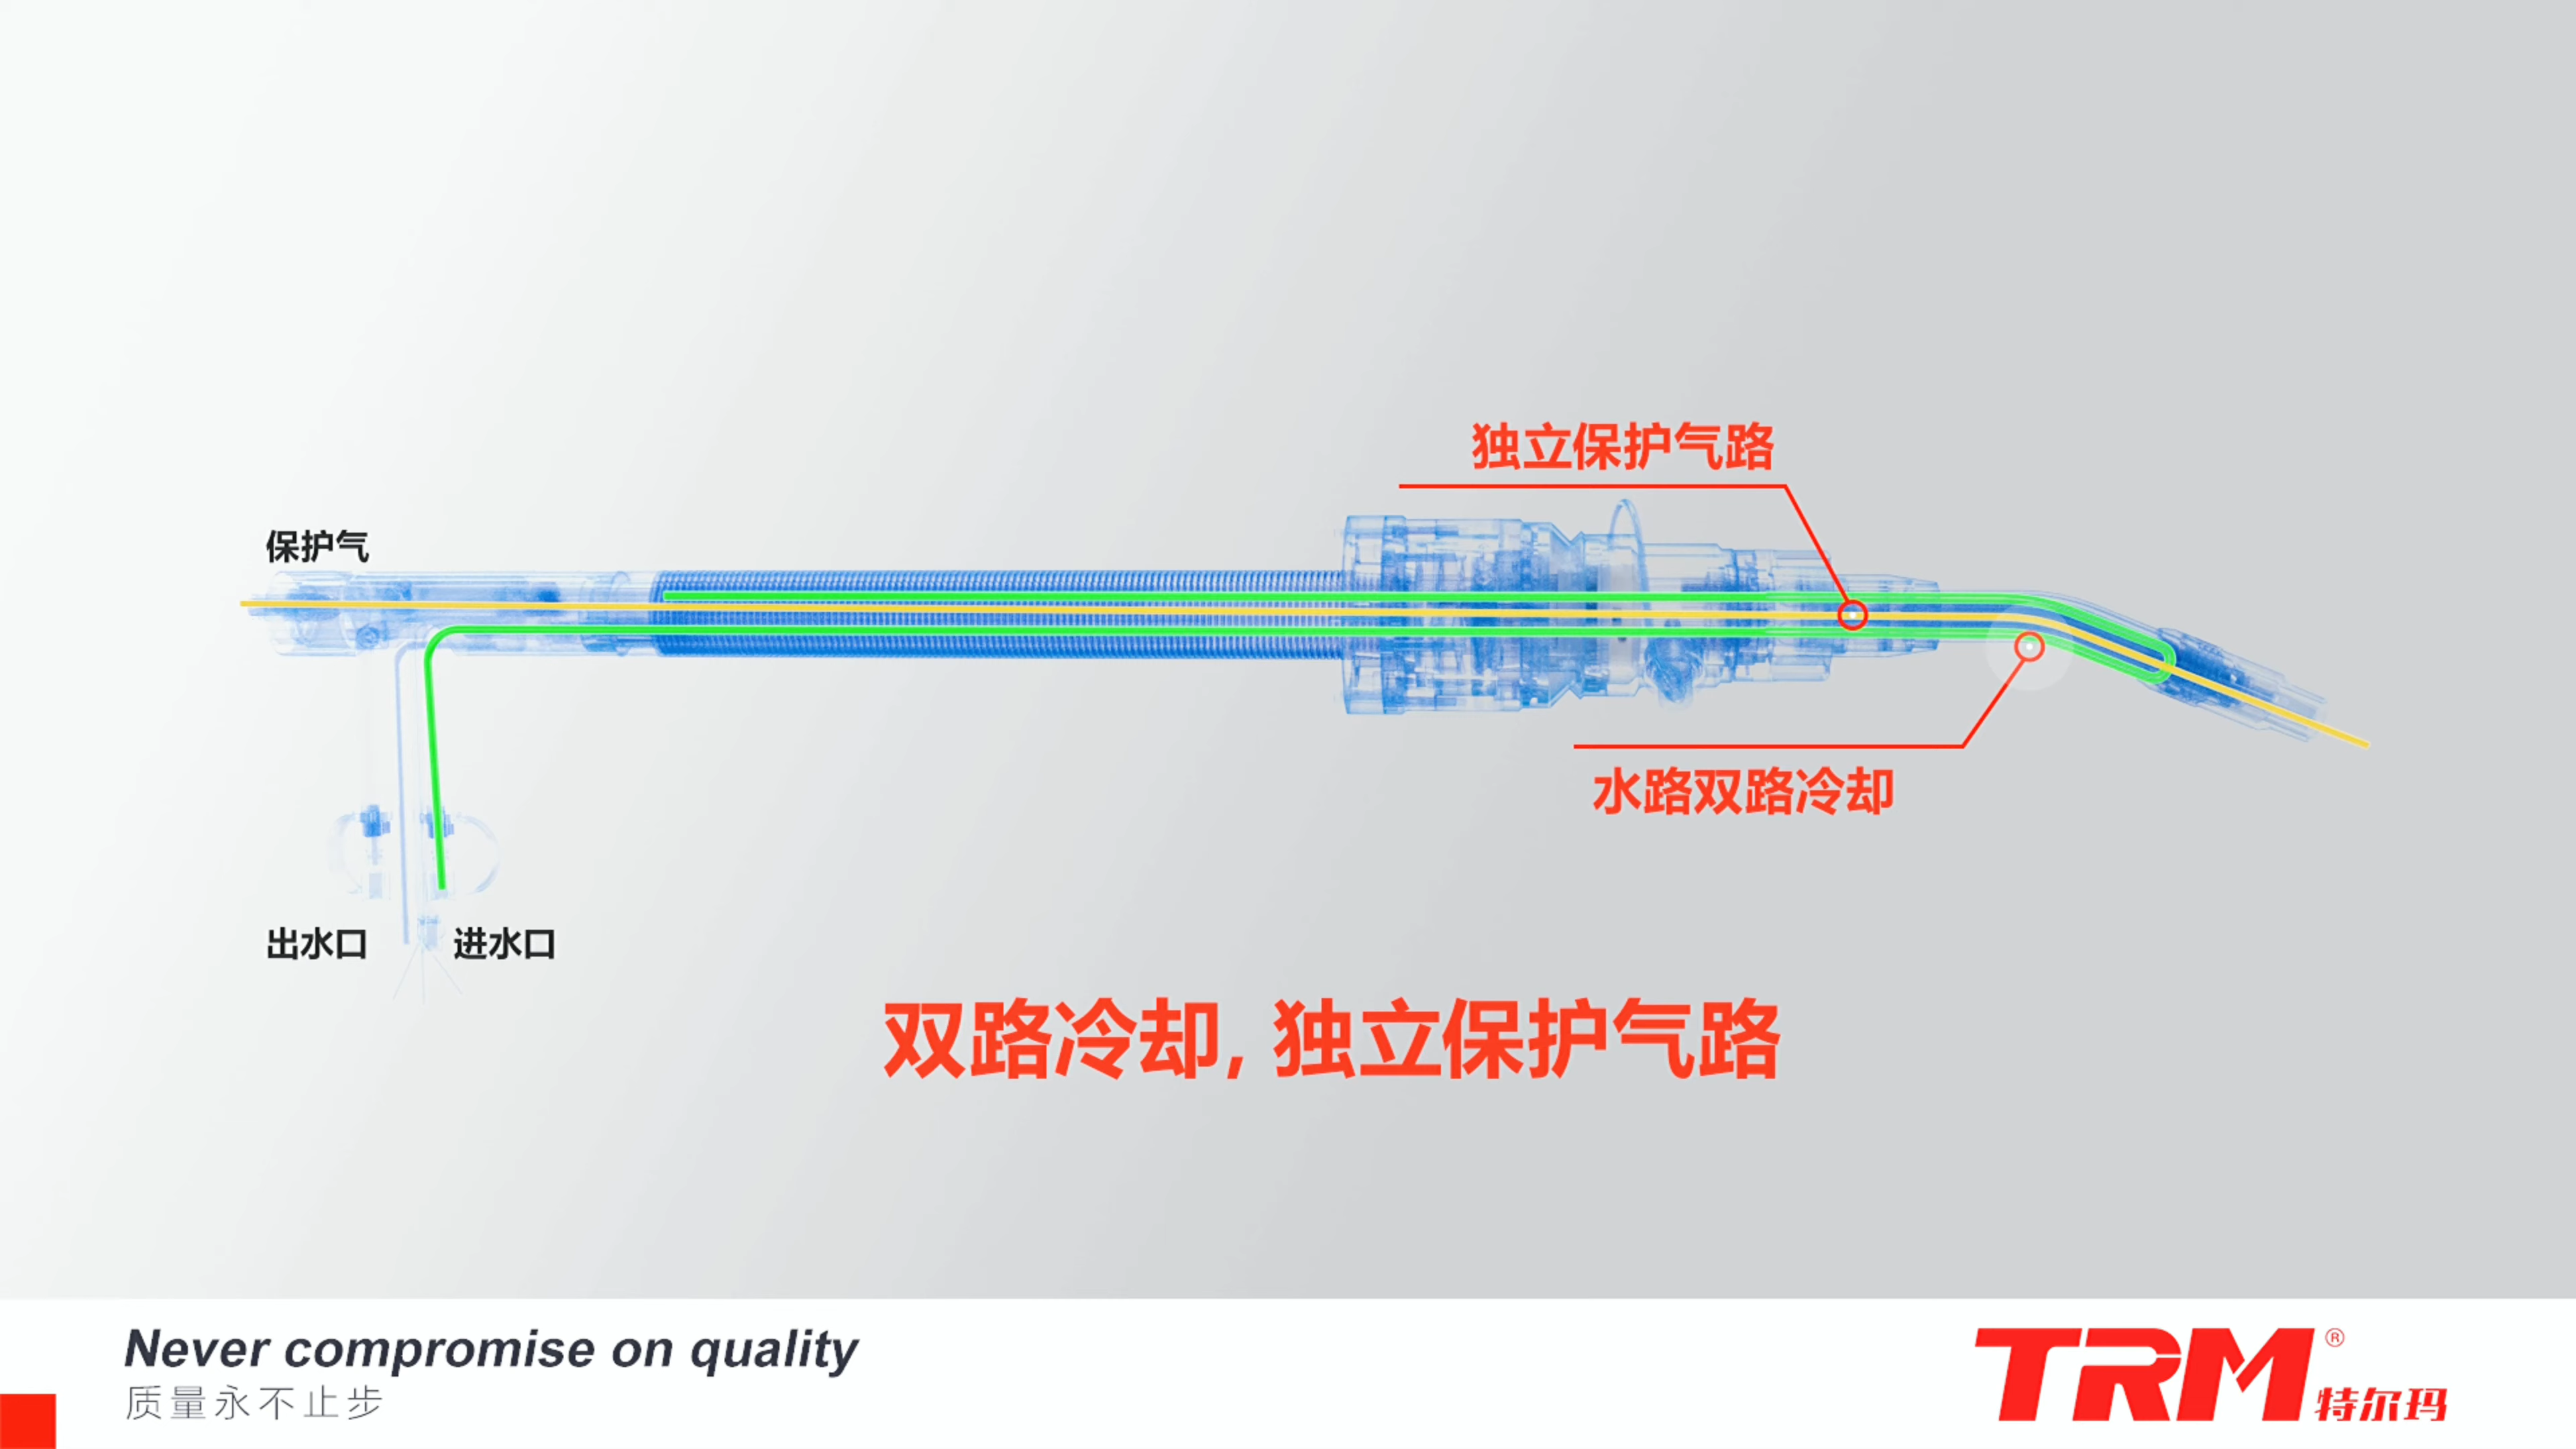 独立保护气路
保护气
水路双路冷却
出水口
进水口
双路冷却, 独立保护气路
Never compromise on quality
质量永不止步
TRM®
特尔玛